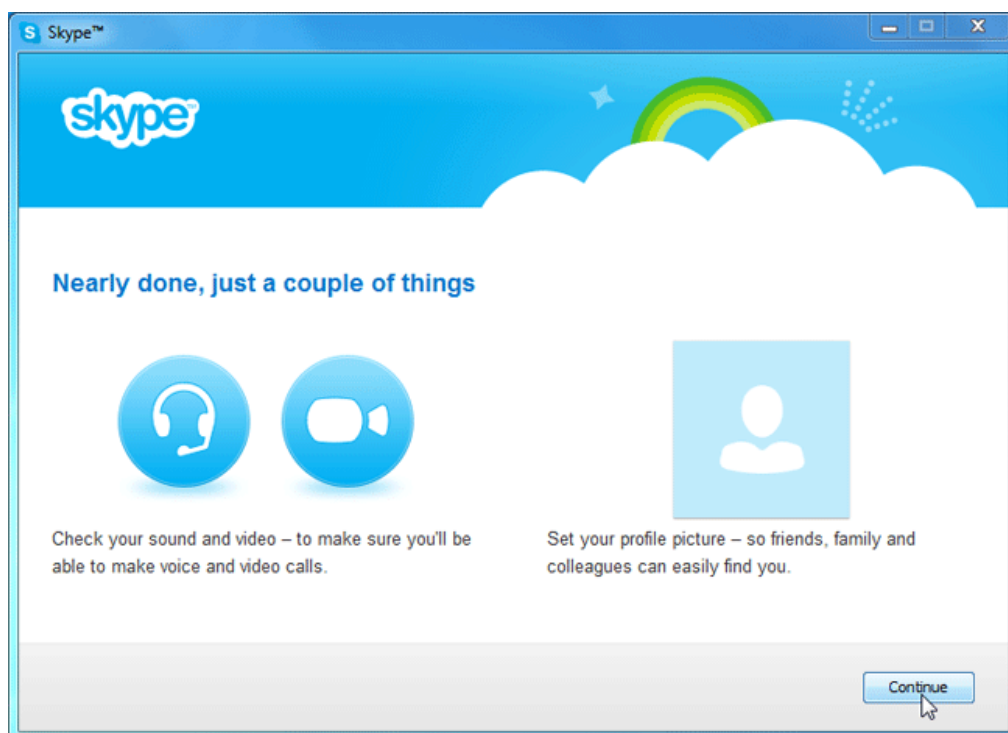 Skype™
skype™
Nearly done, just a couple of things
Check your sound and video – to make sure you'll be
able to make voice and video calls.
Set your profile picture – so friends, family and
colleagues can easily find you.
Continue